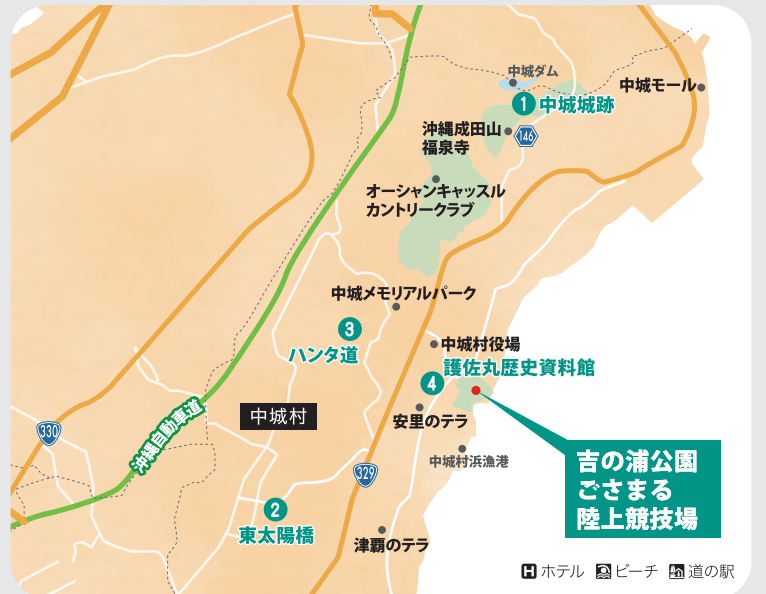 中城ダム
中城モール
1 中城城跡
沖縄成田山
福泉寺
146
オーシャンキャッスル
カントリークラブ
中城メモリアルパーク
3
ハンタ道
中城村役場
護佐丸歴史資料館
4
中城村
安里のテラ
沖縄自動車道
330
吉の浦公園
ごさまる
陸上競技場
中城村浜漁港
329
2
東太陽橋
津覇のテラ
H ホテル ビーチ 道の駅